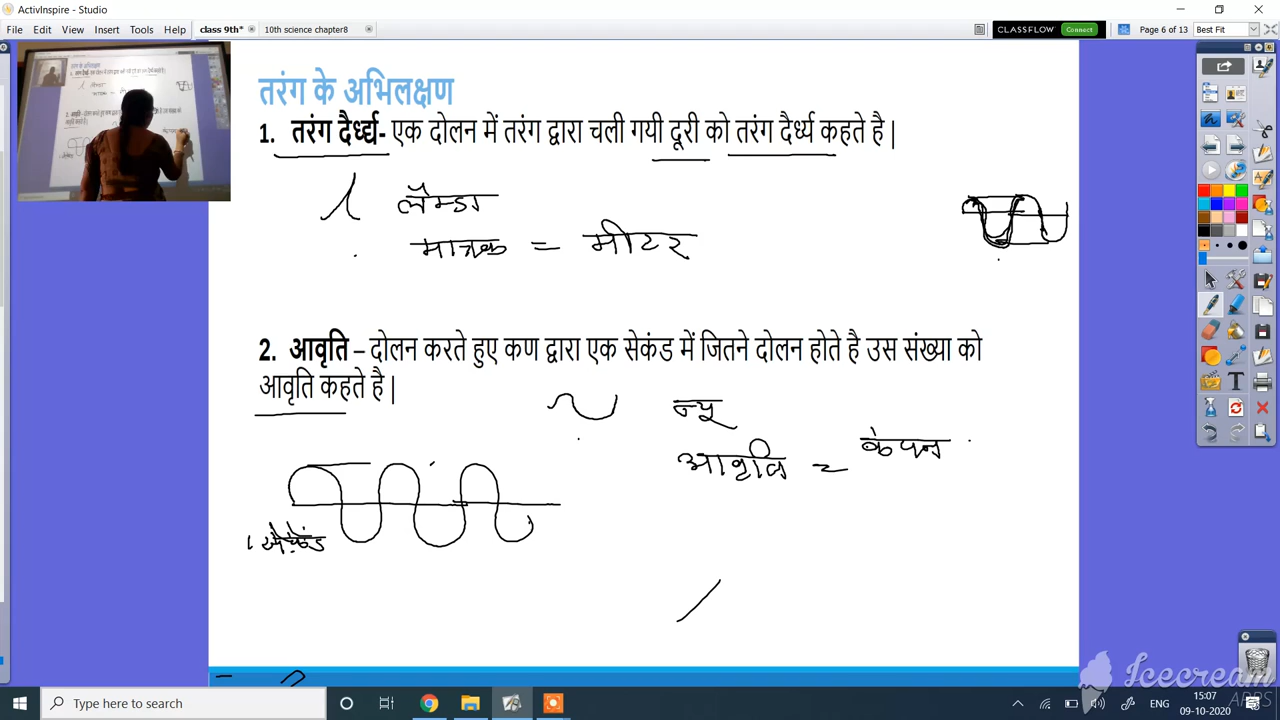 ActivInspire - Studio
File Edit View Insert Tools Help class 9th* 10th science chapter8 CLASSFLOW Connect Page 6 of 13 Best Fit
तरंग के अभिलक्षण
1. तरंग दैर्ध्य- एक दोलन में तरंग द्वारा चली गयी दूरी को तरंग दैर्ध्य कहते है|
λ लैम्डा
मात्रक = मीटर
2. आवृति – दोलन करते हुए कण द्वारा एक सेकंड में जितने दोलन होते है उस संख्या को
आवृति कहते है|
न्यू
आवृति = कंपन
1 सेकंड
Icecream
APPS
Type here to search
ENG
15:07
09-10-2020